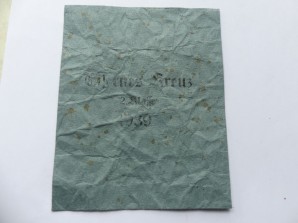 Eisernes Kreuz
2. Klasse
1939